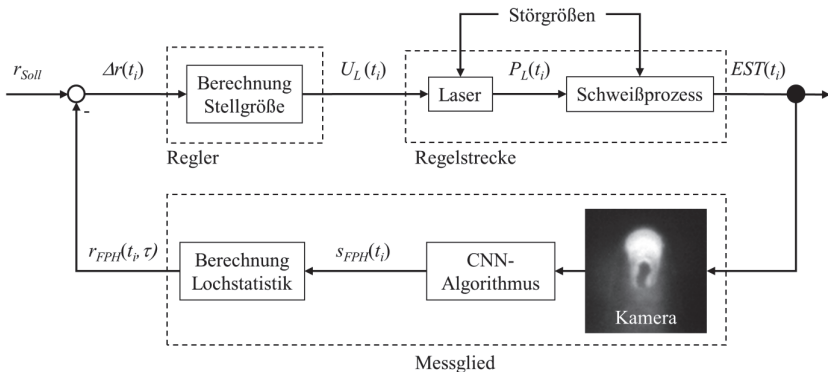 Störgrößen
r_Soll
Δr(t_i)
Berechnung
Stellgröße
U_L(t_i)
Laser
P_L(t_i)
Schweißprozess
EST(t_i)
-
Regler
Regelstrecke
r_FPH(t_i, τ)
Berechnung
Lochstatistik
s_FPH(t_i)
CNN-
Algorithmus
Kamera
Messglied